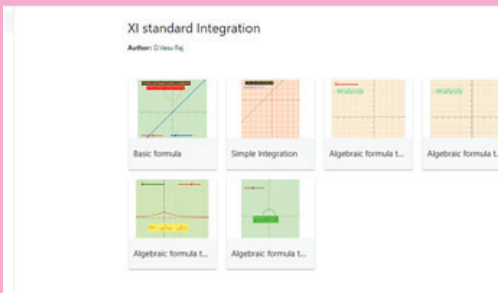 XI standard Integration
Author: D.Vasu Raj
Basic formula
Simple Integration
Algebraic formula t...
Algebraic formula t...
Algebraic formula t...
Algebraic formula t...